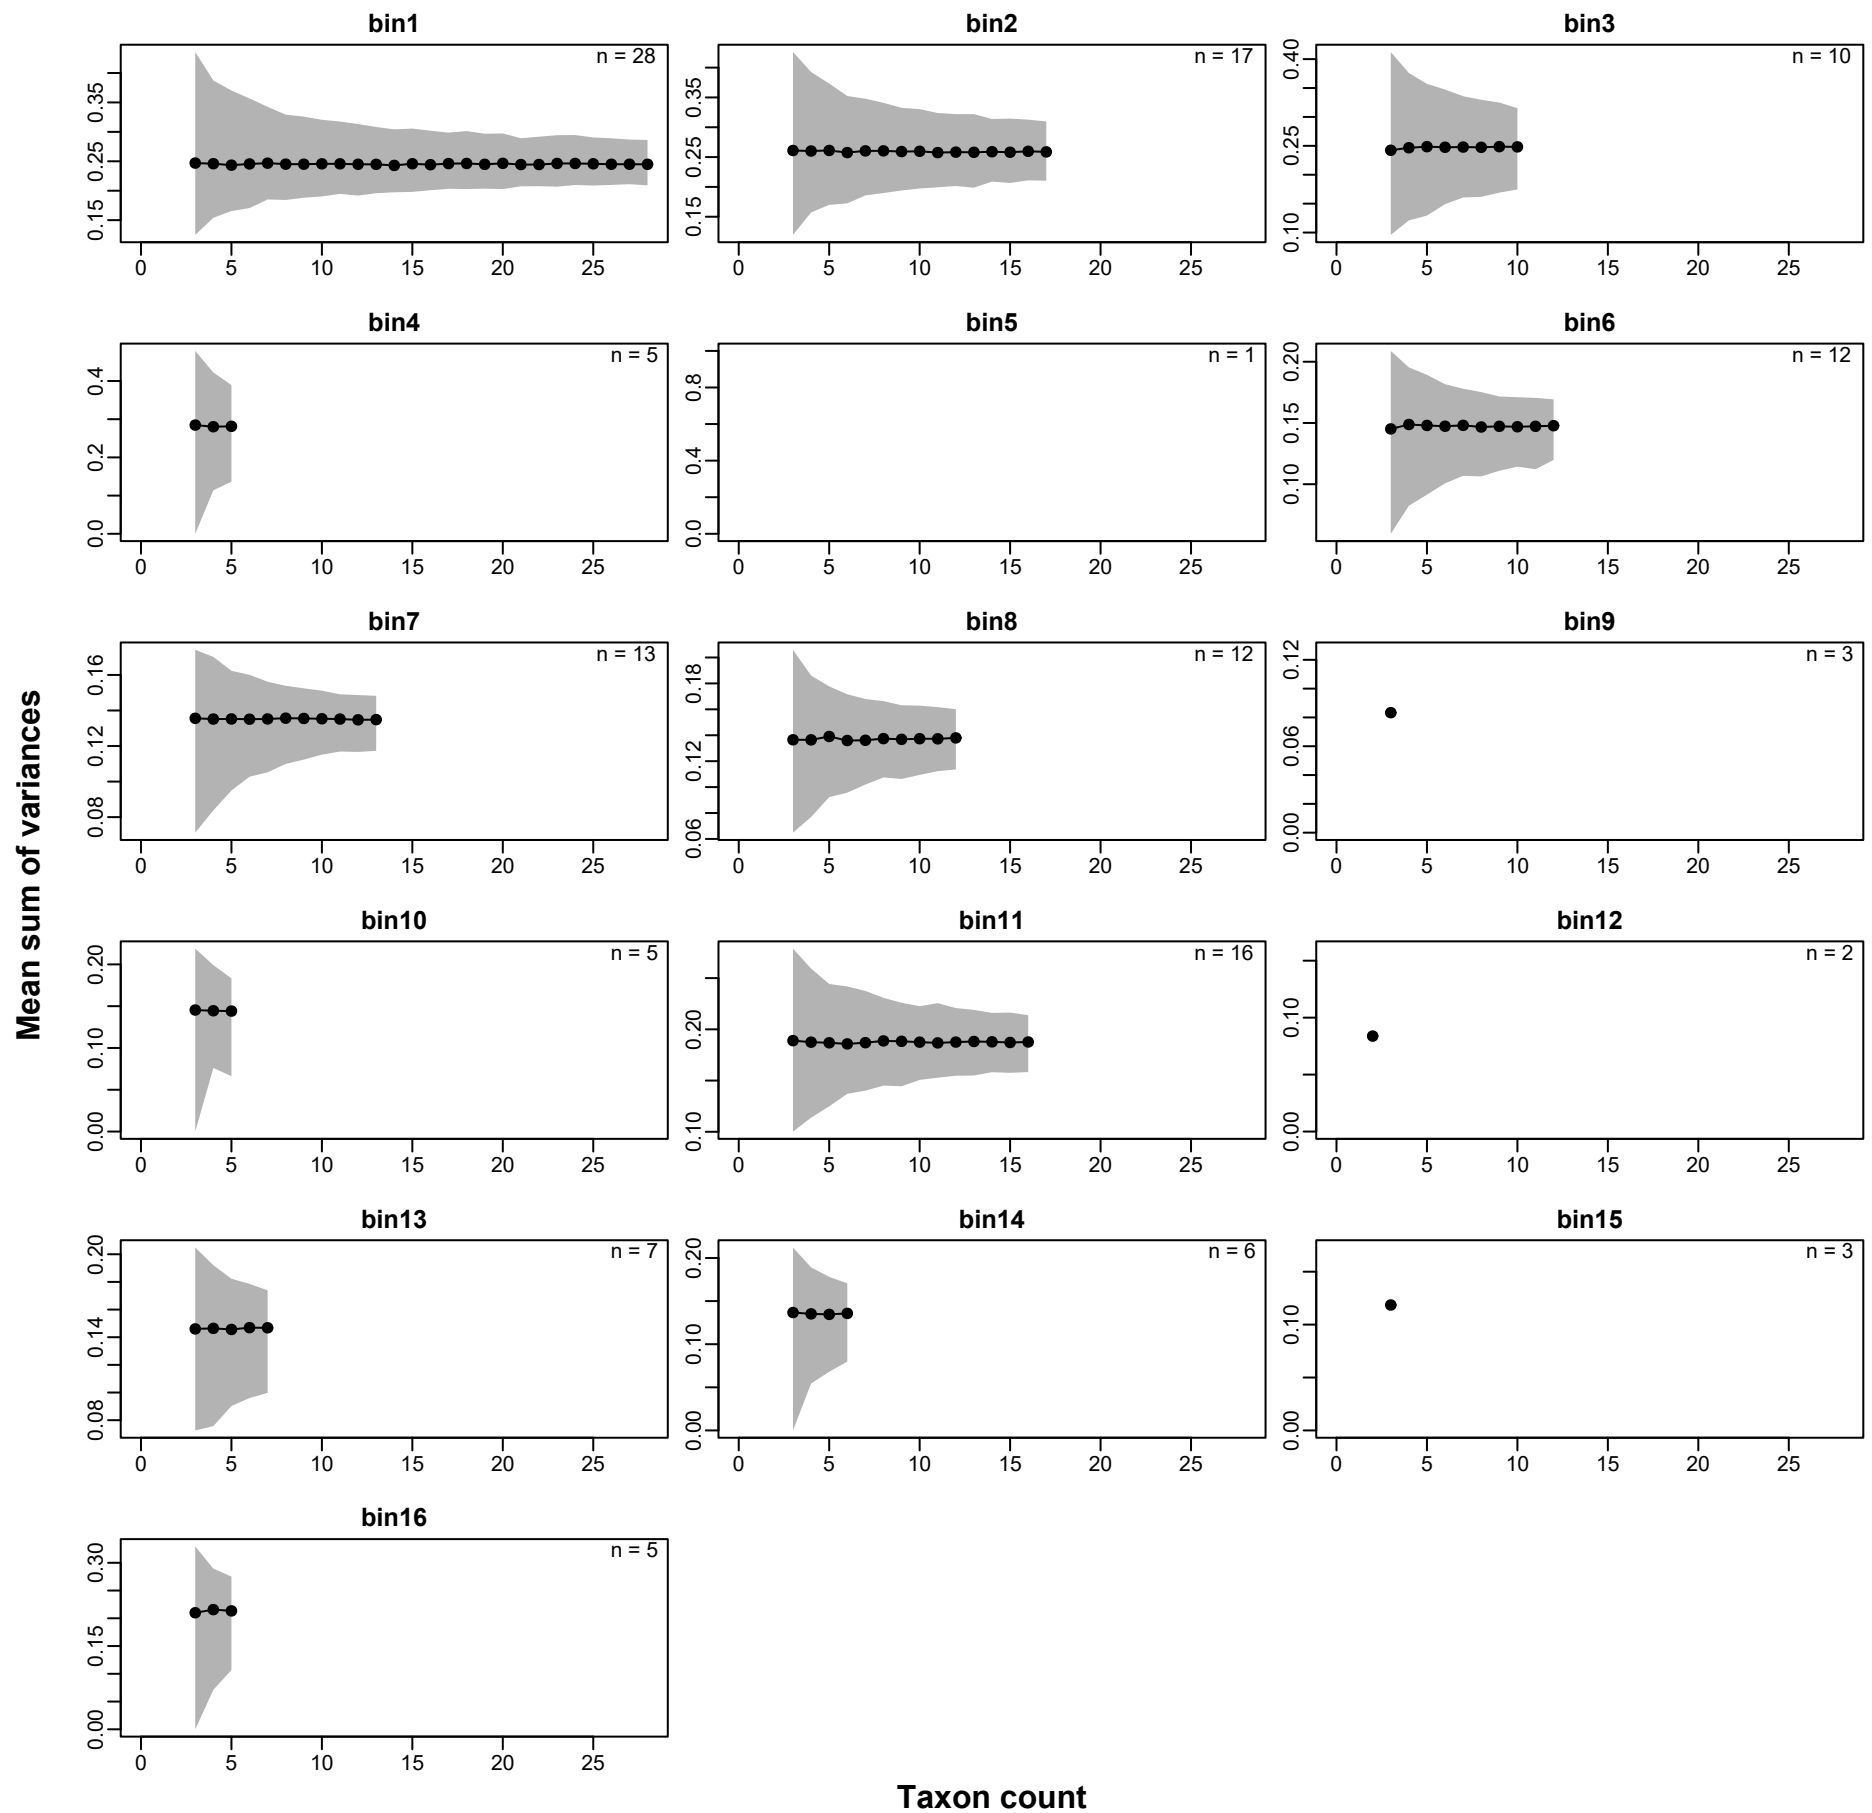 bin1
n = 28
0.15 0.25 0.35
0 5 10 15 20 25
bin2
n = 17
0.15 0.25 0.35
0 5 10 15 20 25
bin3
n = 10
0.10 0.25 0.40
0 5 10 15 20 25
bin4
n = 5
0.0 0.2 0.4
0 5 10 15 20 25
bin5
n = 1
0.0 0.4 0.8
0 5 10 15 20 25
bin6
n = 12
0.10 0.15 0.20
0 5 10 15 20 25
Mean sum of variances
bin7
n = 13
0.08 0.12 0.16
0 5 10 15 20 25
bin8
n = 12
0.06 0.12 0.18
0 5 10 15 20 25
bin9
n = 3
0.00 0.06 0.12
0 5 10 15 20 25
bin10
n = 5
0.00 0.10 0.20
0 5 10 15 20 25
bin11
n = 16
0.10 0.20
0 5 10 15 20 25
bin12
n = 2
0.00 0.10
0 5 10 15 20 25
bin13
n = 7
0.08 0.14 0.20
0 5 10 15 20 25
bin14
n = 6
0.00 0.10 0.20
0 5 10 15 20 25
bin15
n = 3
0.00 0.10
0 5 10 15 20 25
bin16
n = 5
0.00 0.15 0.30
0 5 10 15 20 25
Taxon count